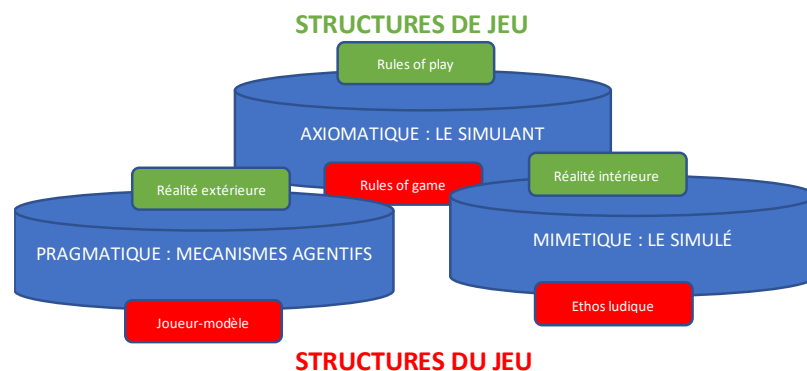 STRUCTURES DE JEU
Rules of play
AXIOMATIQUE : LE SIMULANT
Rules of game
Réalité extérieure
Réalité intérieure
PRAGMATIQUE : MECANISMES AGENTIFS
MIMETIQUE : LE SIMULÉ
Joueur-modèle
Ethos ludique
STRUCTURES DU JEU